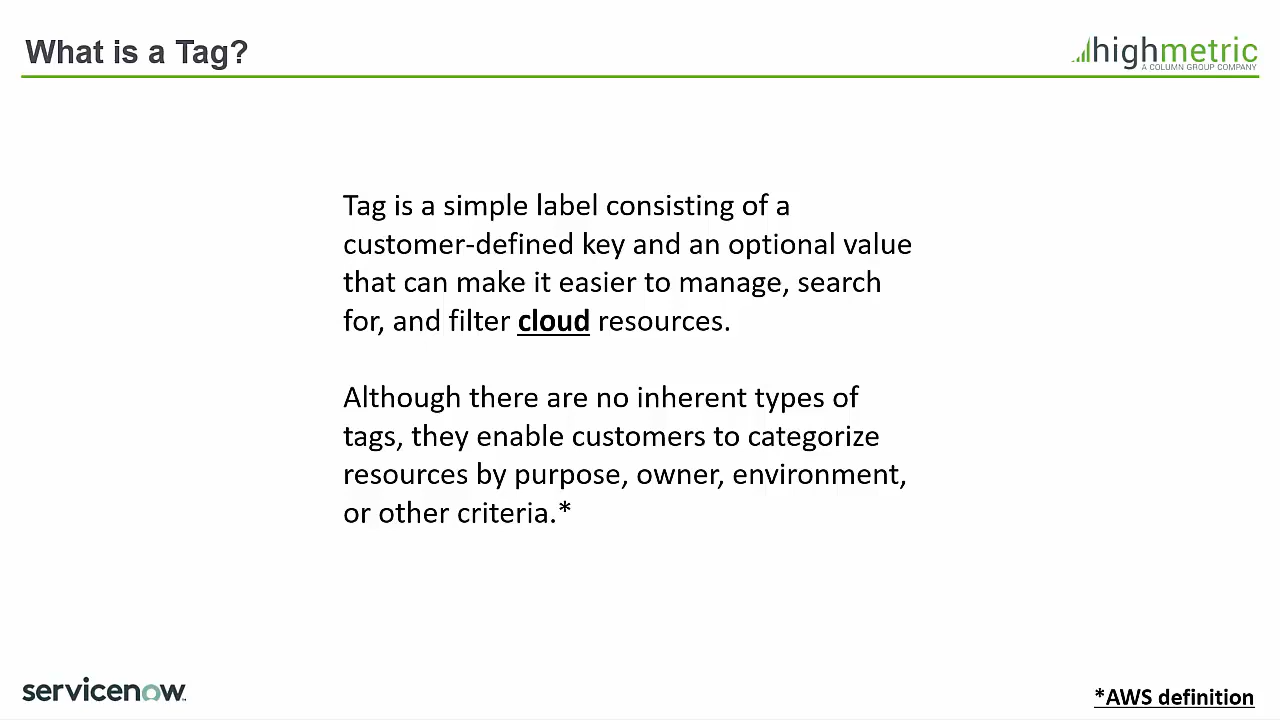 What is a Tag?
highmetric
A COLUMN GROUP COMPANY
Tag is a simple label consisting of a
customer-defined key and an optional value
that can make it easier to manage, search
for, and filter cloud resources.
Although there are no inherent types of
tags, they enable customers to categorize
resources by purpose, owner, environment,
or other criteria.*
servicenow
*AWS definition